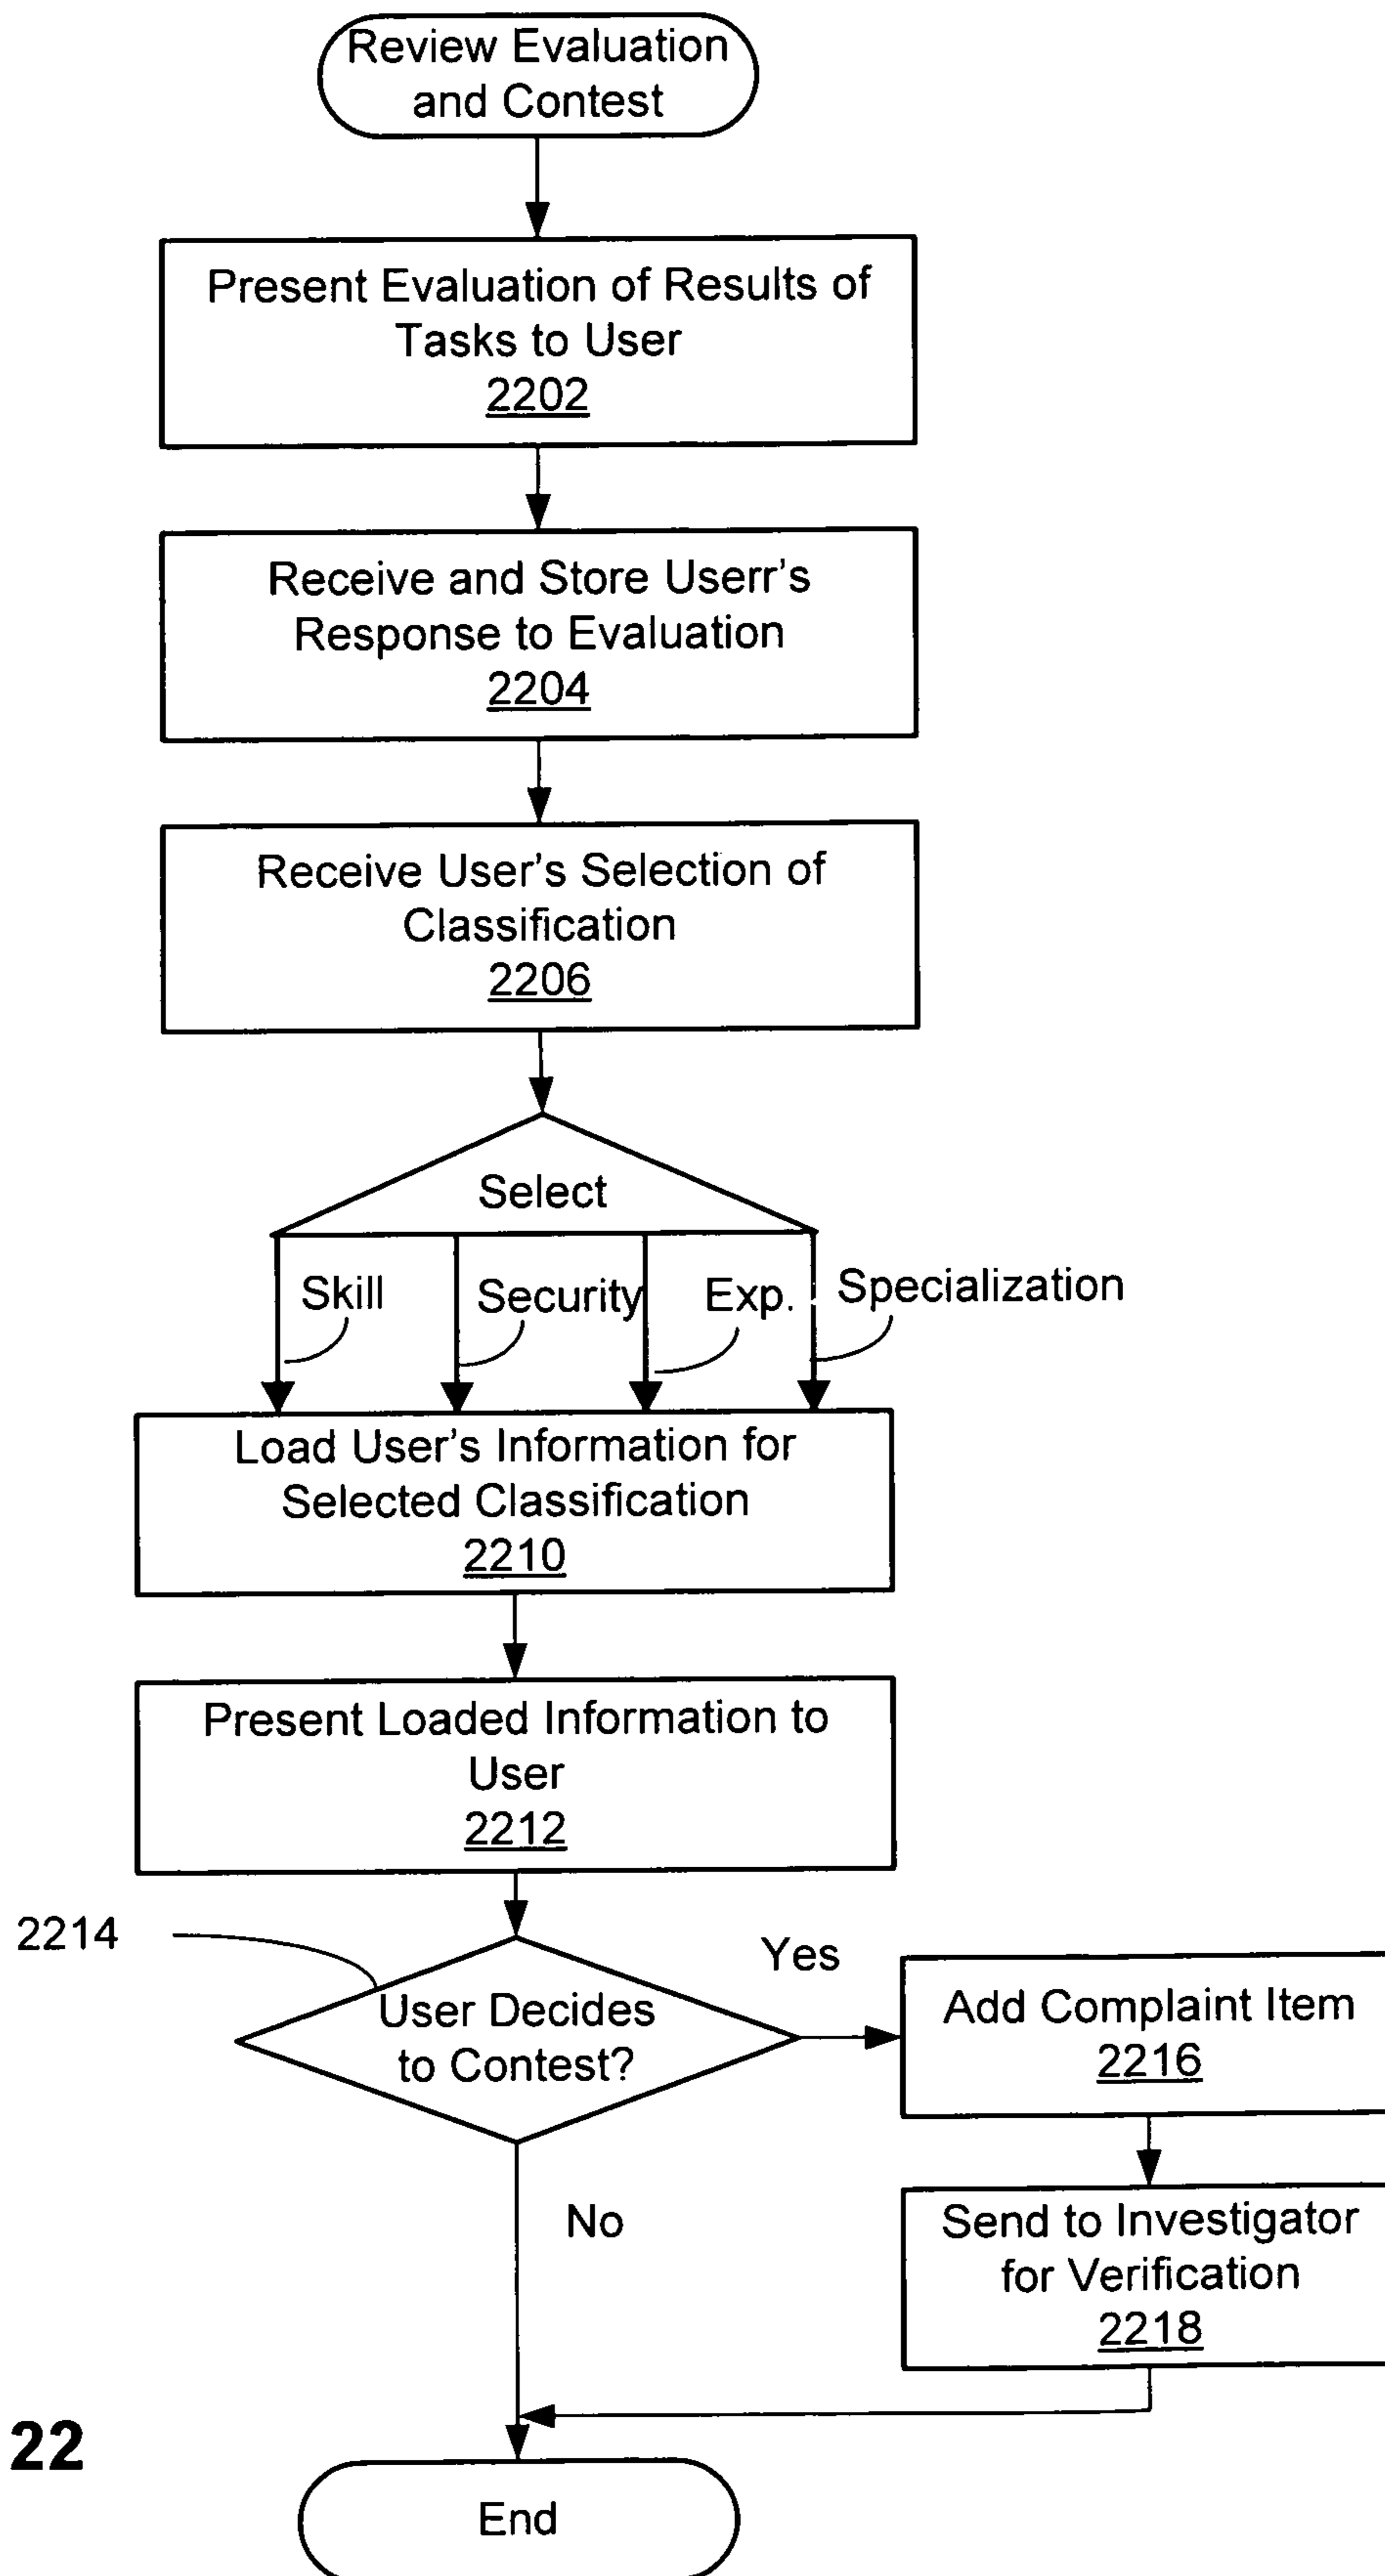 Review Evaluation
and Contest
Present Evaluation of Results of
Tasks to User
2202
Receive and Store Userr's
Response to Evaluation
2204
Receive User's Selection of
Classification
2206
Select
Skill
Security
Exp.
Specialization
Load User's Information for
Selected Classification
2210
Present Loaded Information to
User
2212
2214
User Decides
to Contest?
Yes
Add Complaint Item
2216
No
Send to Investigator
for Verification
2218
22
End